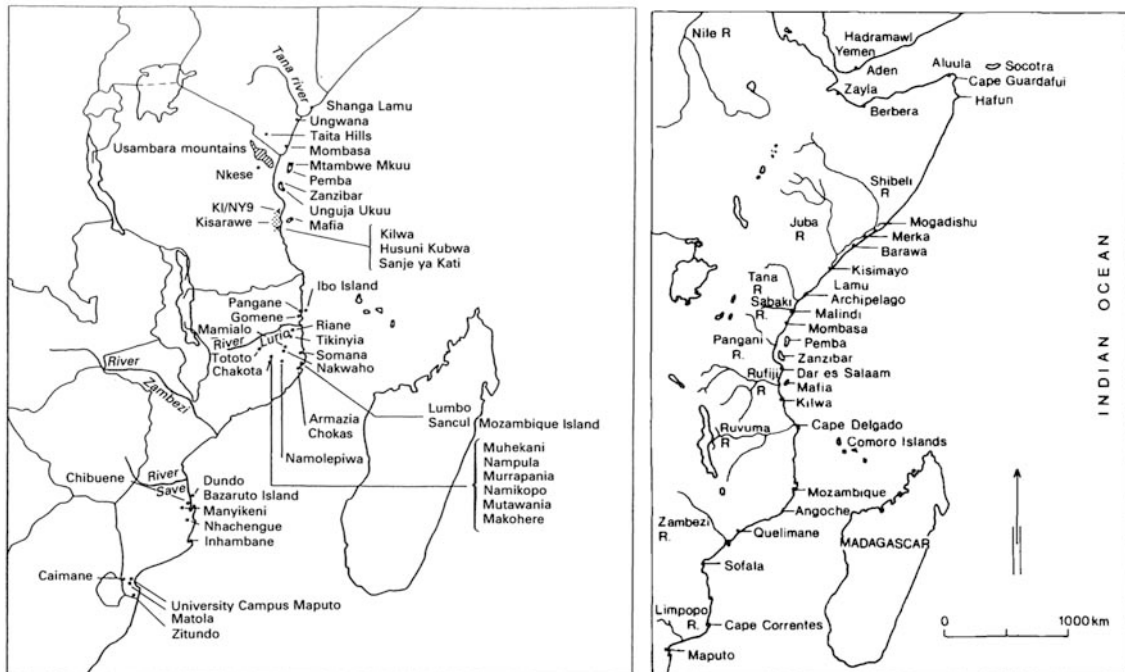 Tana river
Shanga Lamu
Ungwana
Taita Hills
Mombasa
Usambara mountains
Mtambwe Mkuu
Nkese
Pemba
Zanzibar
KI/NY9
Unguja Ukuu
Kisarawe
Mafia
Kilwa
Husuni Kubwa
Sanje ya Kati
Ibo Island
Pangane
Gomene
Mamialo
Riane
River Lurio
Tikinyia
Tototo
Somana
Chakota
Nakwaho
River
Zambezi
Armazia
Chokas
Lumbo
Sancul
Mozambique Island
Namolepiwa
Muhekani
Nampula
Murrapania
Namikopo
Mutawania
Makohere
Chibuene
River
Save
Dundo
Bazaruto Island
Manyikeni
Nhachengue
Inhambane
Caimane
University Campus Maputo
Matola
Zitundo
Nile R
Hadramawl
Yemen
Aden
Socotra
Aluula
Cape Guardafui
Zayla
Hafun
Berbera
Shibeli
R
Juba
R
Mogadishu
Merka
Barawa
Kisimayo
Tana
R
Lamu
Archipelago
Sabaki
R.
Malindi
Mombasa
Pemba
Pangani
R.
Zanzibar
Dar es Salaam
Rufiji
R
Mafia
Kilwa
Ruvuma
R
Cape Delgado
Comoro Islands
Mozambique
Angoche
Zambezi
R.
Quelimane
MADAGASCAR
Sofala
Limpopo
R.
Cape Correntes
Maputo
INDIAN OCEAN
0 1000 km